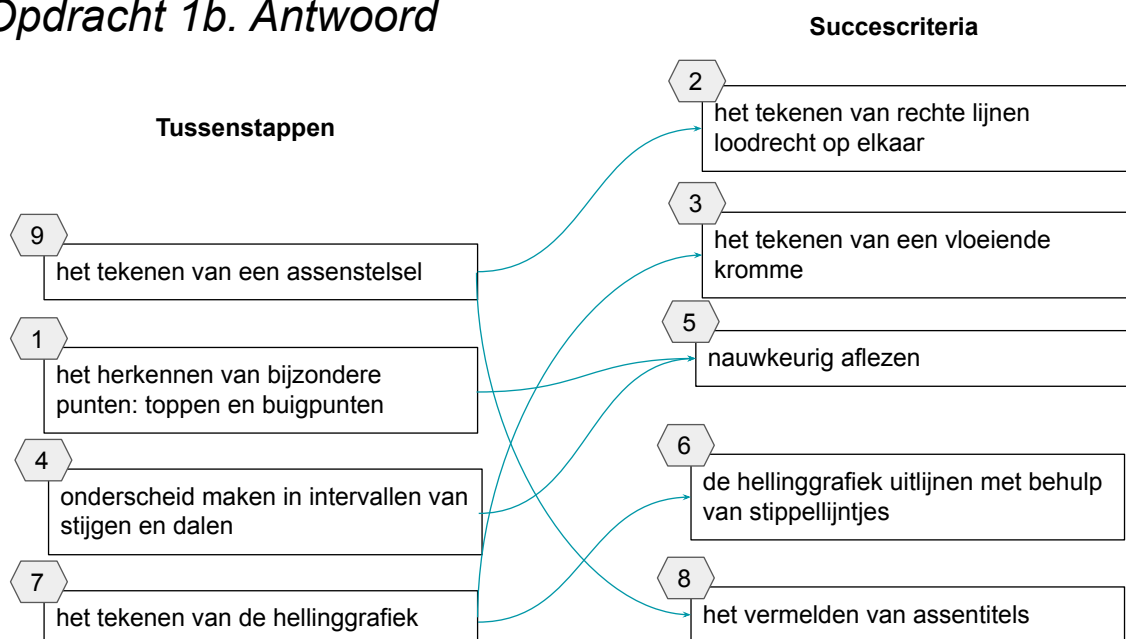 Opdracht 1b. Antwoord
Succescriteria
Tussenstappen
9
het tekenen van een assenstelsel
1
het herkennen van bijzondere
punten: toppen en buigpunten
4
onderscheid maken in intervallen van
stijgen en dalen
7
het tekenen van de hellinggrafiek
2
het tekenen van rechte lijnen
loodrecht op elkaar
3
het tekenen van een vloeiende
kromme
5
nauwkeurig aflezen
6
de hellinggrafiek uitlijnen met behulp
van stippellijntjes
8
het vermelden van assentitels